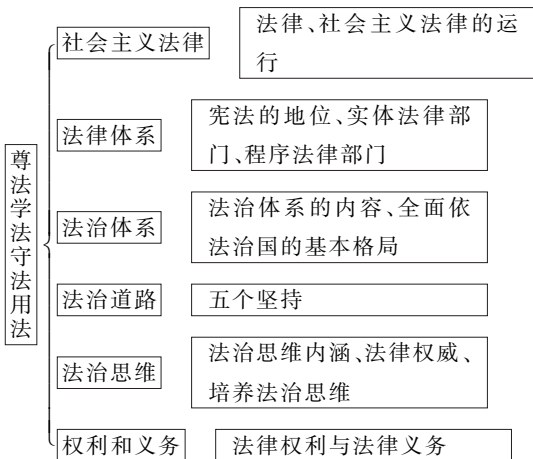 尊法学法守法用法
社会主义法律
法律、社会主义法律的运
行
法律体系
宪法的地位、实体法律部
门、程序法律部门
法治体系
法治体系的内容、全面依
法治国的基本格局
法治道路
五个坚持
法治思维
法治思维内涵、法律权威、
培养法治思维
权利和义务
法律权利与法律义务